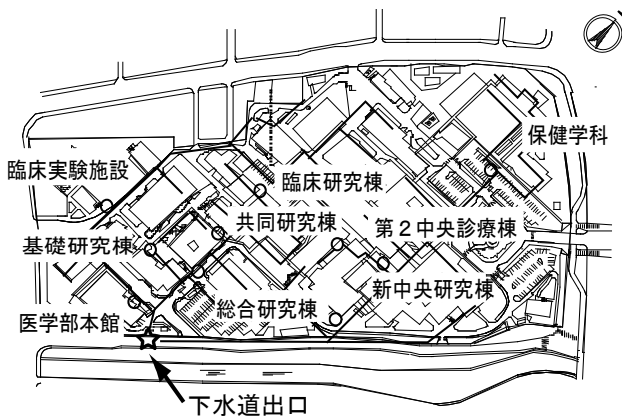 保健学科
臨床実験施設
臨床研究棟
共同研究棟
第２中央診療棟
基礎研究棟
新中央研究棟
総合研究棟
医学部本館
下水道出口